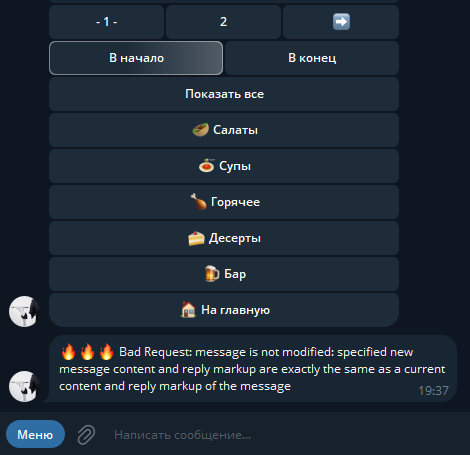 - 1 -
2
В начало
В конец
Показать все
Салаты
Супы
Горячее
Десерты
Бар
На главную
Bad Request: message is not modified: specified new
message content and reply markup are exactly the same as a current
content and reply markup of the message
19:37
Меню
Написать сообщение...